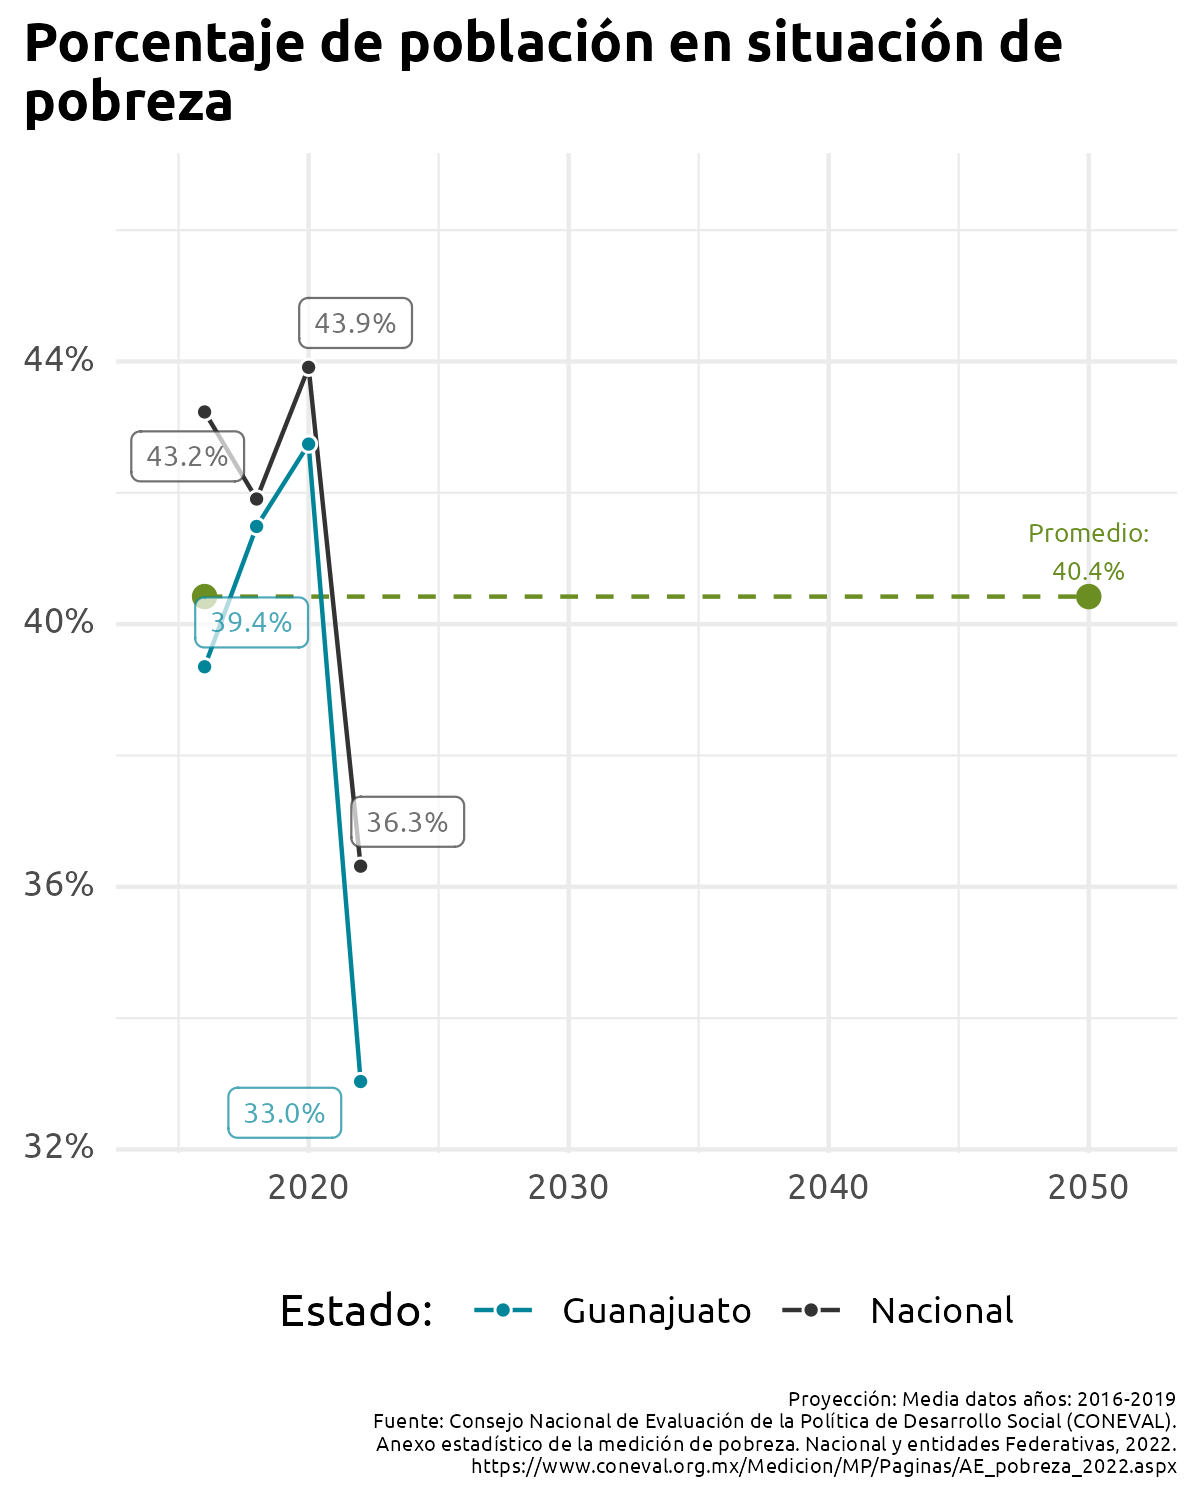 Porcentaje de población en situación de
pobreza
43.9%
44%
43.2%
Promedio:
40.4%
40%
39.4%
36.3%
36%
33.0%
32%
2020 2030 2040 2050
Estado: Guanajuato Nacional
Proyección: Media datos años: 2016-2019
Fuente: Consejo Nacional de Evaluación de la Política de Desarrollo Social (CONEVAL).
Anexo estadístico de la medición de pobreza. Nacional y entidades Federativas, 2022.
https://www.coneval.org.mx/Medicion/MP/Paginas/AE_pobreza_2022.aspx